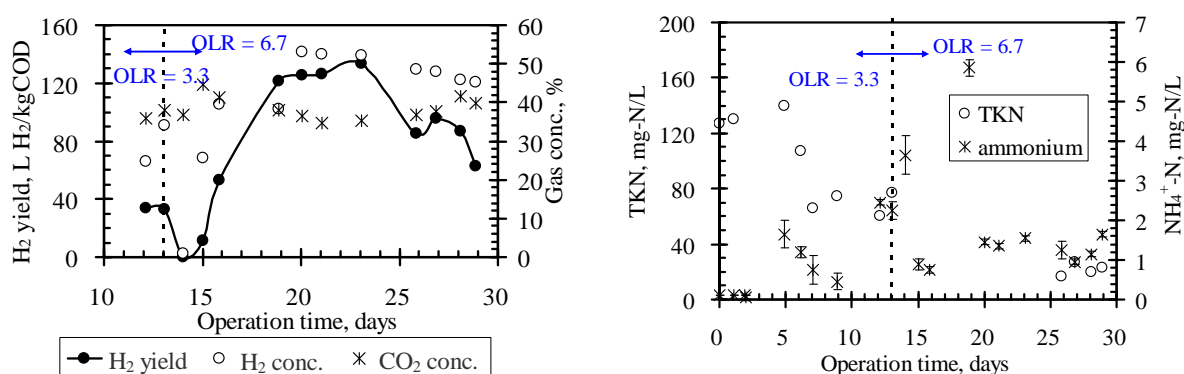 160
120
80
40
0
H₂ yield, L H₂/kgCOD
60
50
40
30
20
10
0
Gas conc., %
OLR = 6.7
OLR = 3.3
10 15 20 25 30
Operation time, days
H₂ yield H₂ conc. CO₂ conc.
200
160
120
80
40
0
TKN, mg-N/L
7
6
5
4
3
2
1
0
NH₄⁺-N, mg-N/L
OLR = 6.7
OLR = 3.3
TKN
ammonium
0 5 10 15 20 25 30
Operation time, days